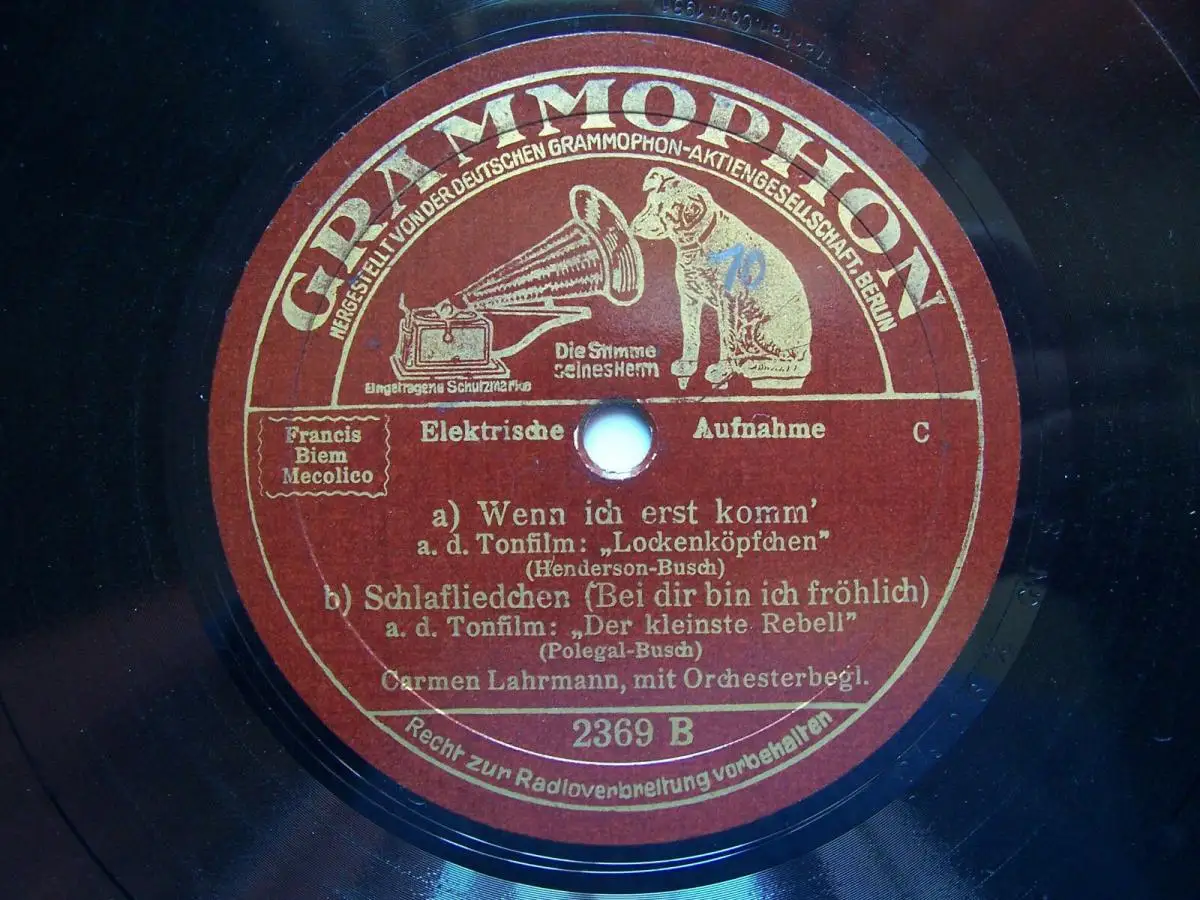 GRAMMOPHON
HERGESTELLT VON DER DEUTSCHEN GRAMMOPHON-AKTIENGESELLSCHAFT, BERLIN
10
Die Stimme
seines Herrn
Eingetragene Schutzmarke
Elektrische Aufnahme C
Francis
Biem
Mecolico
a) Wenn ich erst komm'
a. d. Tonfilm: „Lockenköpfchen"
(Henderson-Busch)
b) Schlafliedchen (Bei dir bin ich fröhlich)
a. d. Tonfilm: „Der kleinste Rebell"
(Polegal-Busch)
Carmen Lahrmann, mit Orchesterbegl.
2369 B
Recht zur Radioverbreitung vorbehalten